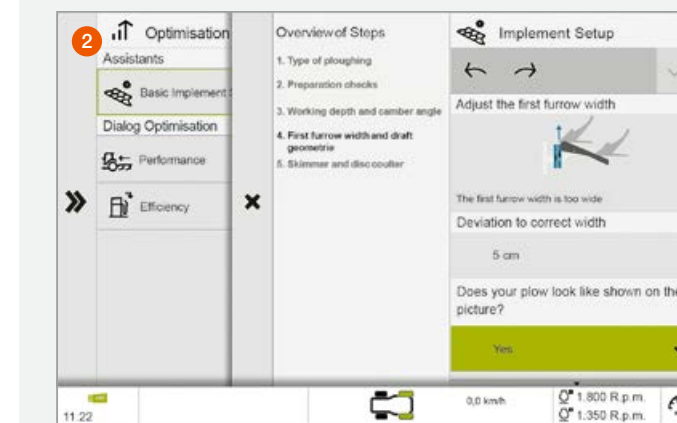 2
Optimisation
Assistants
Basic Implement
Dialog Optimisation
Performance
Efficiency
Overview of Steps
1. Type of ploughing
2. Preparation checks
3. Working depth and camber angle
4. First furrow width and draft
geometrie
5. Skimmer and disc coulter
Implement Setup
Adjust the first furrow width
The first furrow width is too wide
Deviation to correct width
5 cm
Does your plow look like shown on the
picture?
Yes
11.22
0,0 km/h
1.800 R.p.m.
1.350 R.p.m.